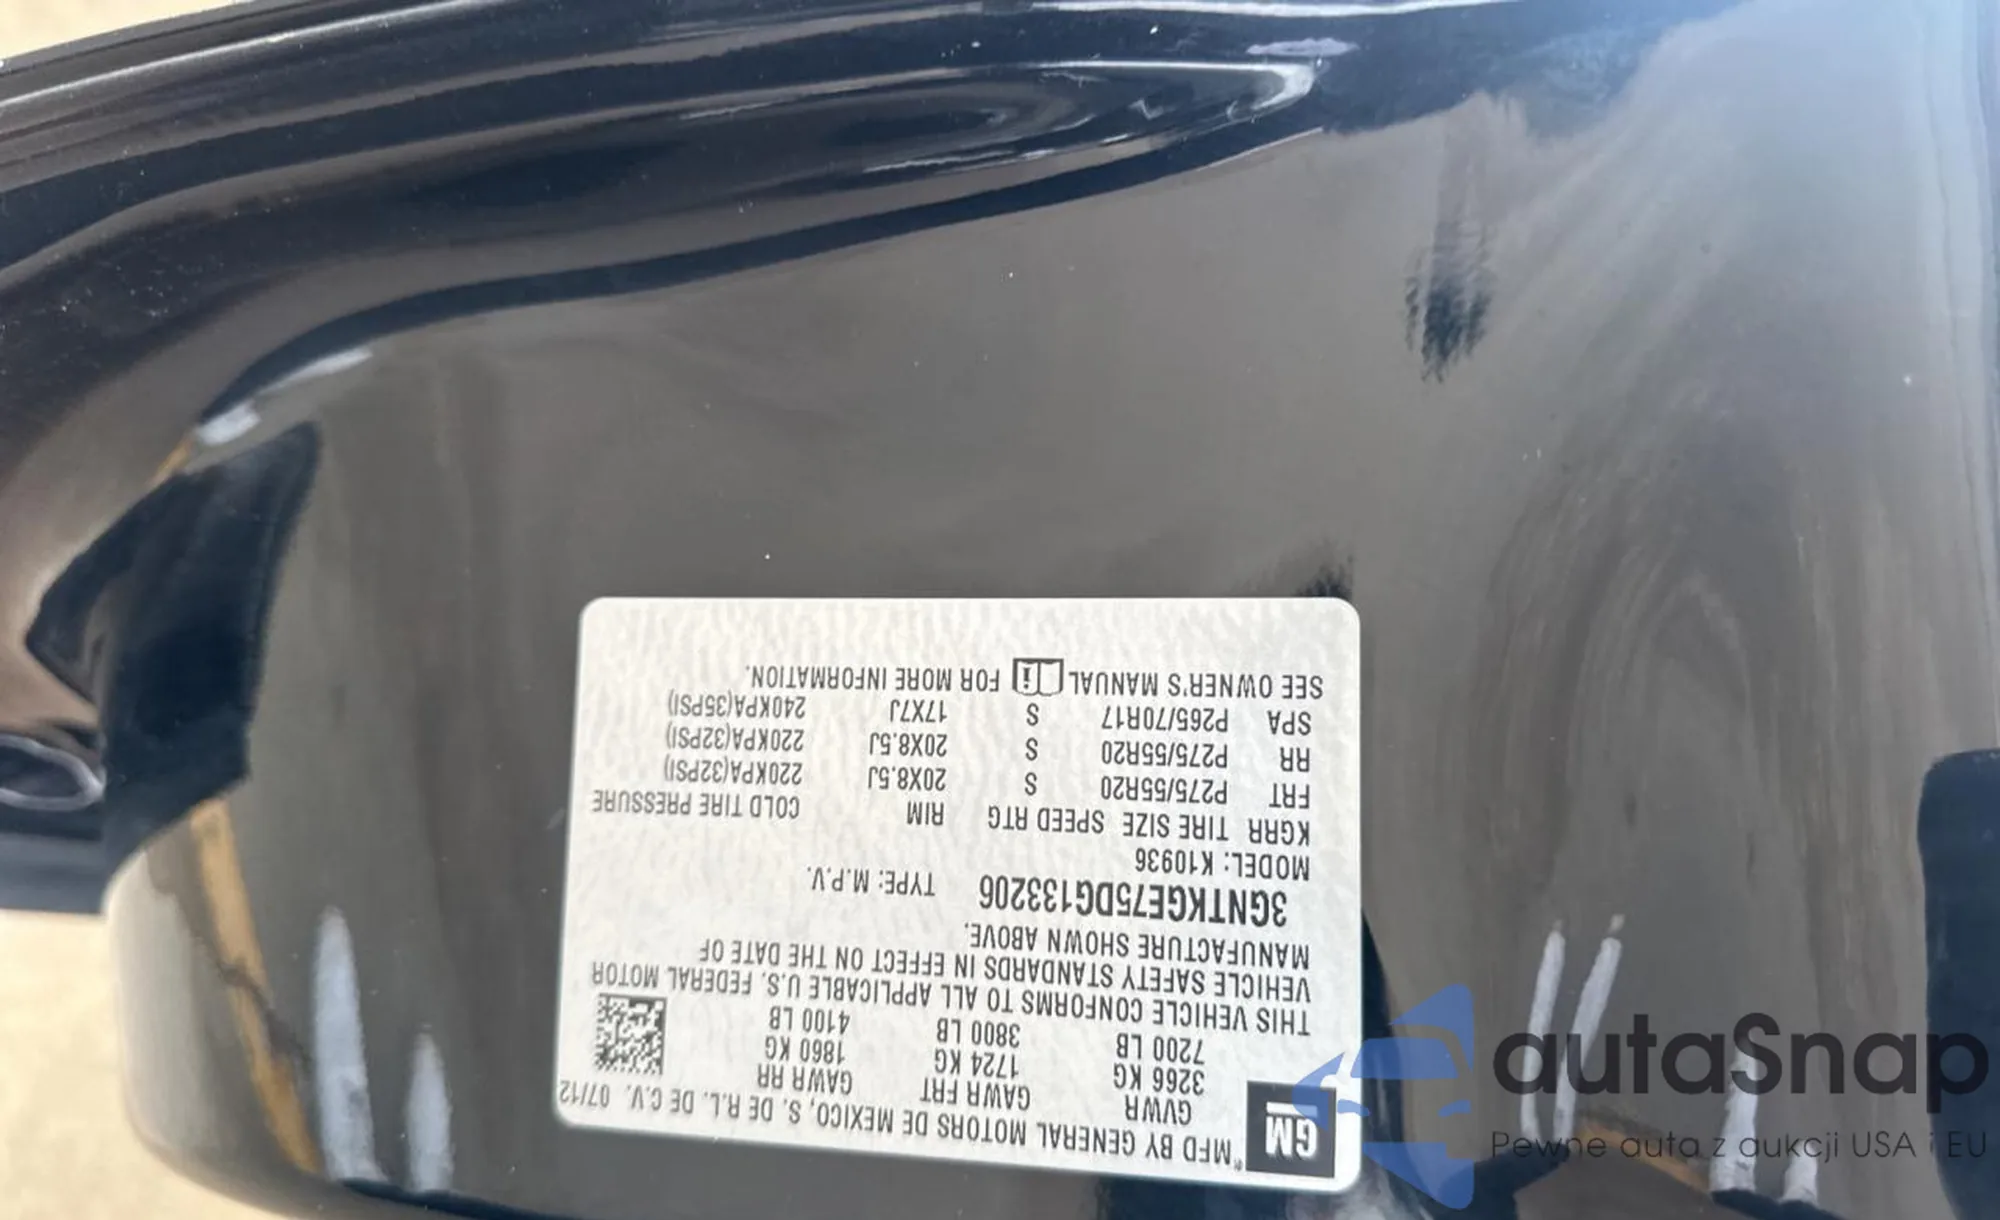 GM
MFD BY GENERAL MOTORS DE MEXICO, S. DE R.L. DE C.V. 07/12
GVWR GAWR FRT GAWR RR
3266 KG 1724 KG 1860 KG
7200 LB 3800 LB 4100 LB
THIS VEHICLE CONFORMS TO ALL APPLICABLE U.S. FEDERAL MOTOR
VEHICLE SAFETY STANDARDS IN EFFECT ON THE DATE OF
MANUFACTURE SHOWN ABOVE.
3GNTKGE75DG133206 TYPE: M.P.V.
MODEL: K10936
KGRR TIRE SIZE SPEED RTG RIM COLD TIRE PRESSURE
FRT P275/55R20 S 20X8.5J 220KPA(32PSI)
RR P275/55R20 S 20X8.5J 220KPA(32PSI)
SPA P265/70R17 S 17X7J 240KPA(35PSI)
SEE OWNER'S MANUAL i FOR MORE INFORMATION.
autaSnap
Pewne auta z aukcji USA i EU